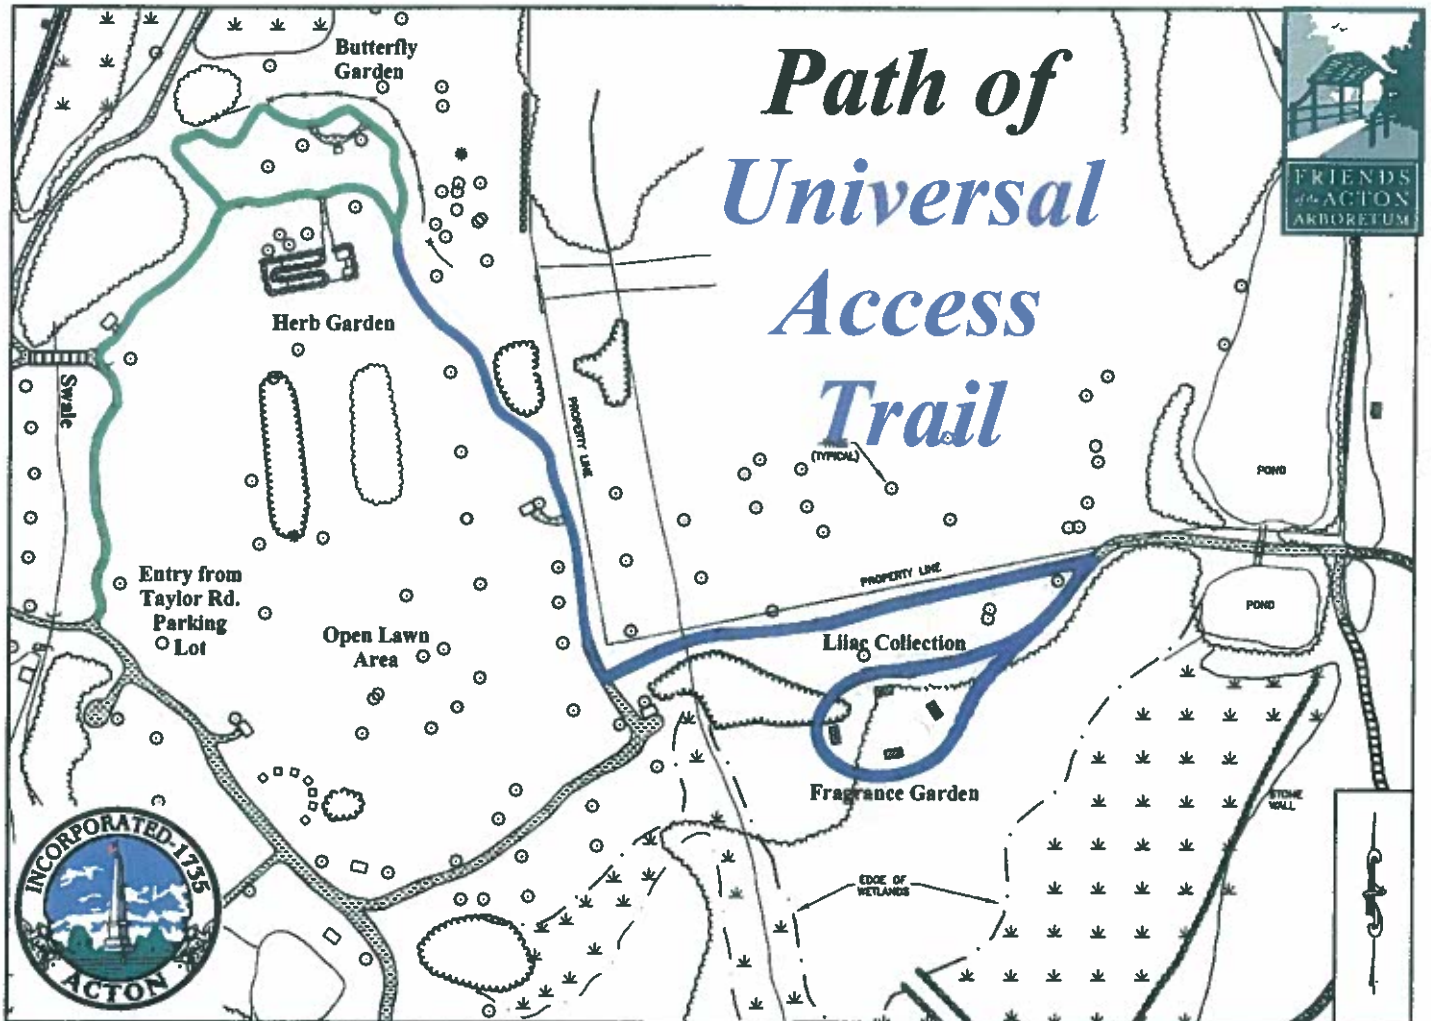 Butterfly
Garden
Path of
Universal
Access
Trail
FRIENDS
of the ACTON
ARBORETUM
Herb Garden
Swale
PROPERTY LINE
(TYPICAL)
POND
Entry from
Taylor Rd.
Parking
Lot
Open Lawn
Area
PROPERTY LINE
Lilac Collection
POND
Fragrance Garden
STONE
WALL
EDGE OF
WETLANDS
INCORPORATED-1735
ACTON